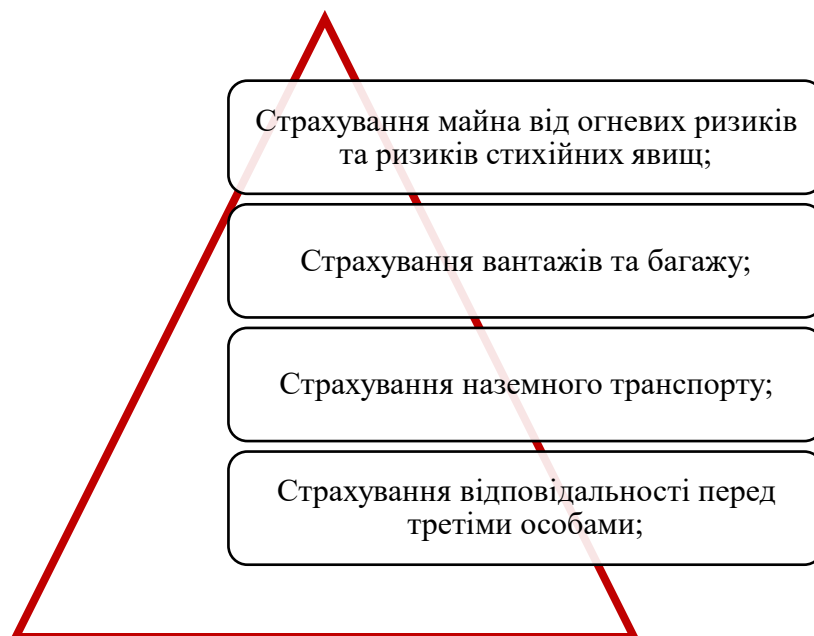 Страхування майна від огневих ризиків
та ризиків стихійних явищ;
Страхування вантажів та багажу;
Страхування наземного транспорту;
Страхування відповідальності перед
третіми особами;